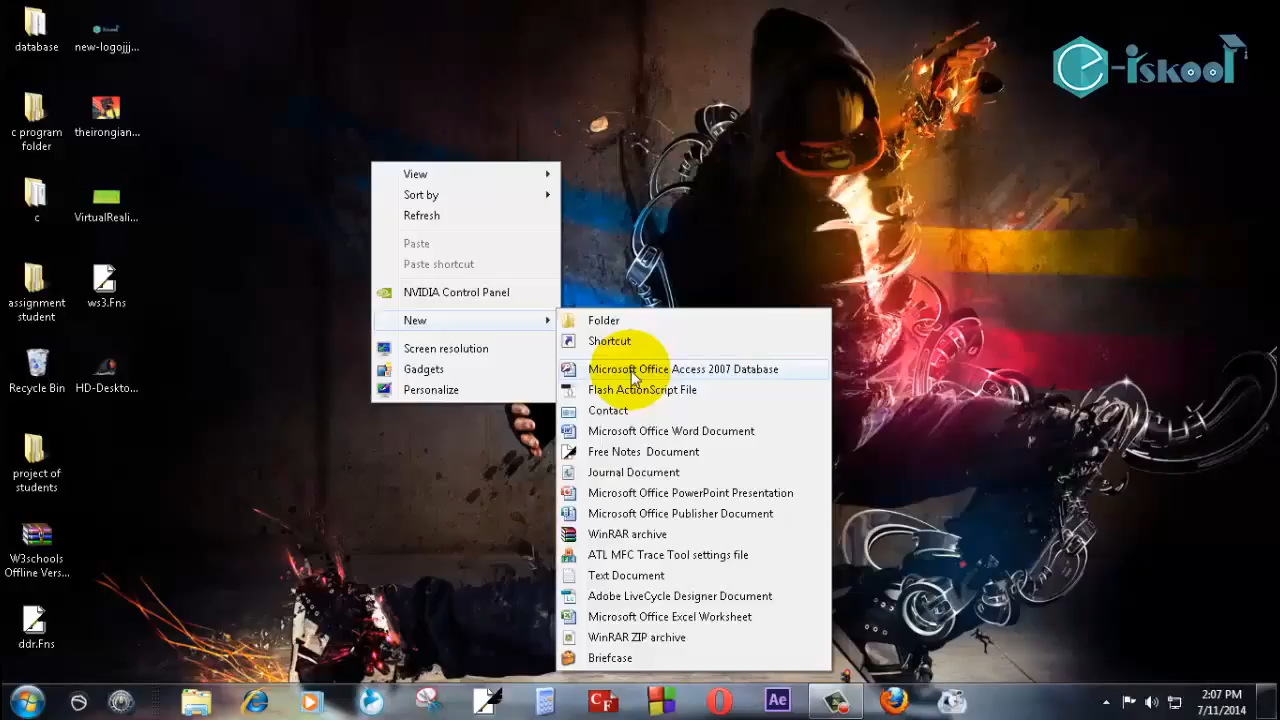 database
new-logojjj...
e-iskool
c program
folder
theirongian...
c
VirtualReali...
assignment
student
ws3.Fns
Recycle Bin
HD-Deskto...
project of
students
W3schools
Offline Vers...
ddr.Fns
View
Sort by
Refresh
Paste
Paste shortcut
NVIDIA Control Panel
New
Screen resolution
Gadgets
Personalize
Folder
Shortcut
Microsoft Office Access 2007 Database
Flash ActionScript File
Contact
Microsoft Office Word Document
Free Notes Document
Journal Document
Microsoft Office PowerPoint Presentation
Microsoft Office Publisher Document
WinRAR archive
ATL MFC Trace Tool settings file
Text Document
Adobe LiveCycle Designer Document
Microsoft Office Excel Worksheet
WinRAR ZIP archive
Briefcase
CF
Ae
2:07 PM
7/11/2014